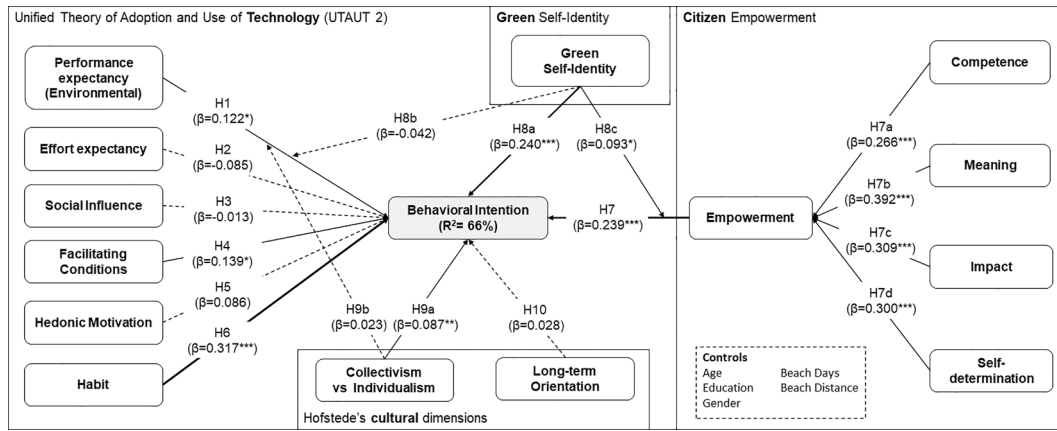 Unified Theory of Adoption and Use of Technology (UTAUT 2)
Performance
expectancy
(Environmental)
Effort expectancy
Social Influence
Facilitating
Conditions
Hedonic Motivation
Habit
H1
(β=0.122*)
H2
(β=-0.085)
H3
(β=-0.013)
H4
(β=0.139*)
H5
(β=0.086)
H6
(β=0.317***)
Green Self-Identity
Green
Self-Identity
H8b
(β=-0.042)
H8a
(β=0.240***)
H8c
(β=0.093*)
Behavioral Intention
(R²= 66%)
H7
(β=0.239***)
H9b
(β=0.023)
H9a
(β=0.087**)
H10
(β=0.028)
Collectivism
vs Individualism
Long-term
Orientation
Hofstede's cultural dimensions
Citizen Empowerment
Empowerment
Competence
Meaning
Impact
Self-
determination
H7a
(β=0.266***)
H7b
(β=0.392***)
H7c
(β=0.309***)
H7d
(β=0.300***)
Controls
Age Beach Days
Education Beach Distance
Gender